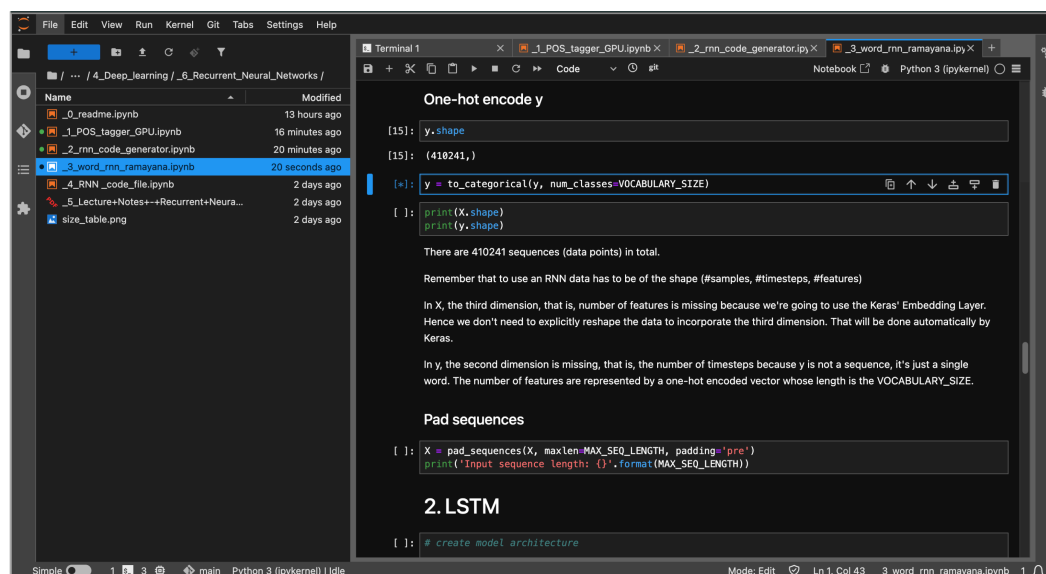 File Edit View Run Kernel Git Tabs Settings Help
+
/ ··· / 4_Deep_learning / _6_Recurrent_Neural_Networks /
Name Modified
_0_readme.ipynb 13 hours ago
_1_POS_tagger_GPU.ipynb 16 minutes ago
_2_rnn_code_generator.ipynb 20 minutes ago
_3_word_rnn_ramayana.ipynb 20 seconds ago
_4_RNN _code_file.ipynb 2 days ago
_5_Lecture+Notes+-+Recurrent+Neura... 2 days ago
size_table.png 2 days ago
Terminal 1 _1_POS_tagger_GPU.ipynb _2_rnn_code_generator.ipy _3_word_rnn_ramayana.ipy +
Code git Notebook Python 3 (ipykernel)
One-hot encode y
[15]: y.shape
[15]: (410241,)
[*]: y = to_categorical(y, num_classes=VOCABULARY_SIZE)
[ ]: print(X.shape)
print(y.shape)
There are 410241 sequences (data points) in total.
Remember that to use an RNN data has to be of the shape (#samples, #timesteps, #features)
In X, the third dimension, that is, number of features is missing because we're going to use the Keras' Embedding Layer.
Hence we don't need to explicitly reshape the data to incorporate the third dimension. That will be done automatically by
Keras.
In y, the second dimension is missing, that is, the number of timesteps because y is not a sequence, it's just a single
word. The number of features are represented by a one-hot encoded vector whose length is the VOCABULARY_SIZE.
Pad sequences
[ ]: X = pad_sequences(X, maxlen=MAX_SEQ_LENGTH, padding='pre')
print('Input sequence length: {}'.format(MAX_SEQ_LENGTH))
2. LSTM
[ ]: # create model architecture
Simple 1 3 main Python 3 (ipykernel) | Idle Mode: Edit Ln 1, Col 43 3_word_rnn_ramayana.ipynb 1